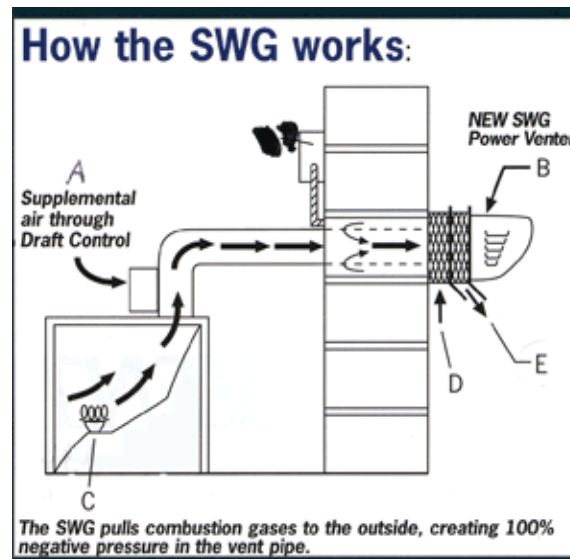 How the SWG works:
NEW SWG
Power Vente
B
A
Supplemental
air through
Draft Control
E
D
C
The SWG pulls combustion gases to the outside, creating 100%
negative pressure in the vent pipe.